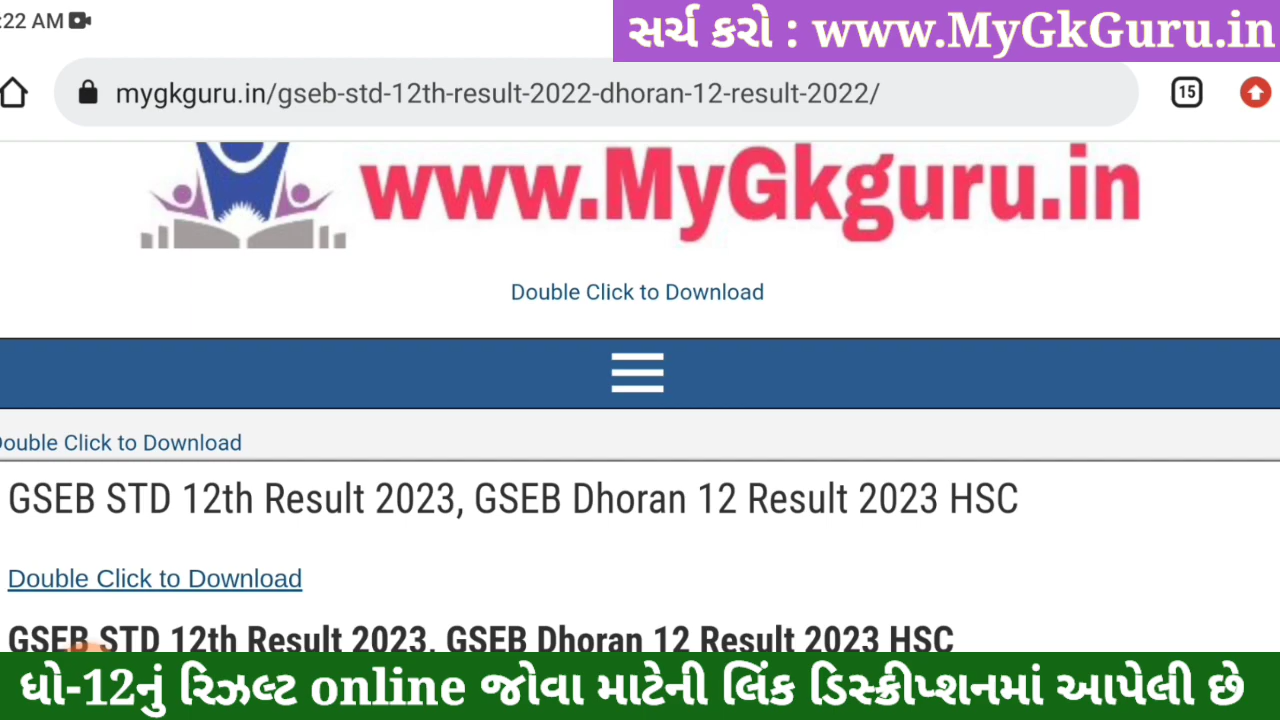 :22 AM
સર્ચ કરો : www.MyGkGuru.in
mygkguru.in/gseb-std-12th-result-2022-dhoran-12-result-2022/
15
www.MyGkguru.in
Double Click to Download
Double Click to Download
GSEB STD 12th Result 2023, GSEB Dhoran 12 Result 2023 HSC
Double Click to Download
GSEB STD 12th Result 2023, GSEB Dhoran 12 Result 2023 HSC
ધો-12નું રિઝલ્ટ online જોવા માટેની લિંક ડિસ્ક્રીપ્શનમાં આપેલી છે